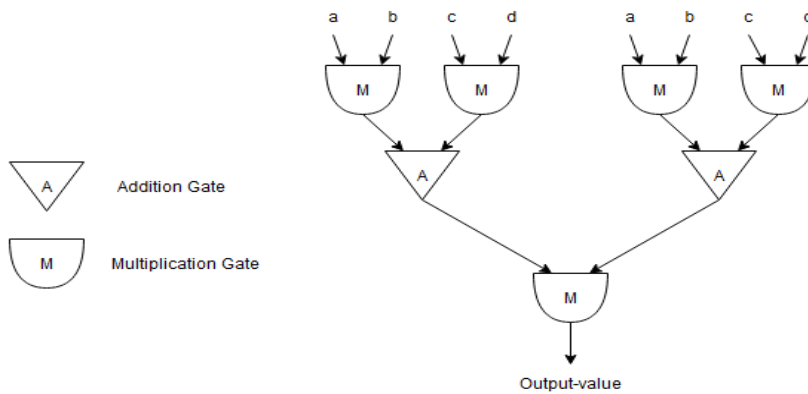 a b c d a b c
M M M M
A A
A Addition Gate
M Multiplication Gate
M
Output-value